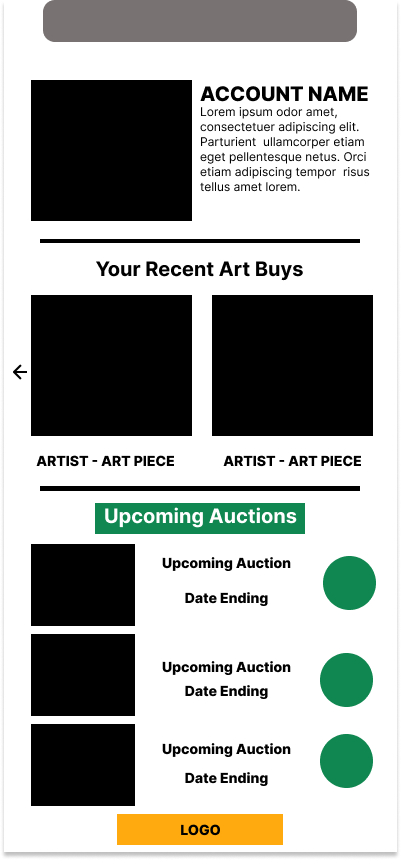 ACCOUNT NAME
Lorem ipsum odor amet,
consectetuer adipiscing elit.
Parturient  ullamcorper etiam
eget pellentesque netus. Orci
etiam adipiscing tempor  risus
tellus amet lorem.
Your Recent Art Buys
ARTIST - ART PIECE
ARTIST - ART PIECE
Upcoming Auctions
Upcoming Auction
Date Ending
Upcoming Auction
Date Ending
Upcoming Auction
Date Ending
LOGO